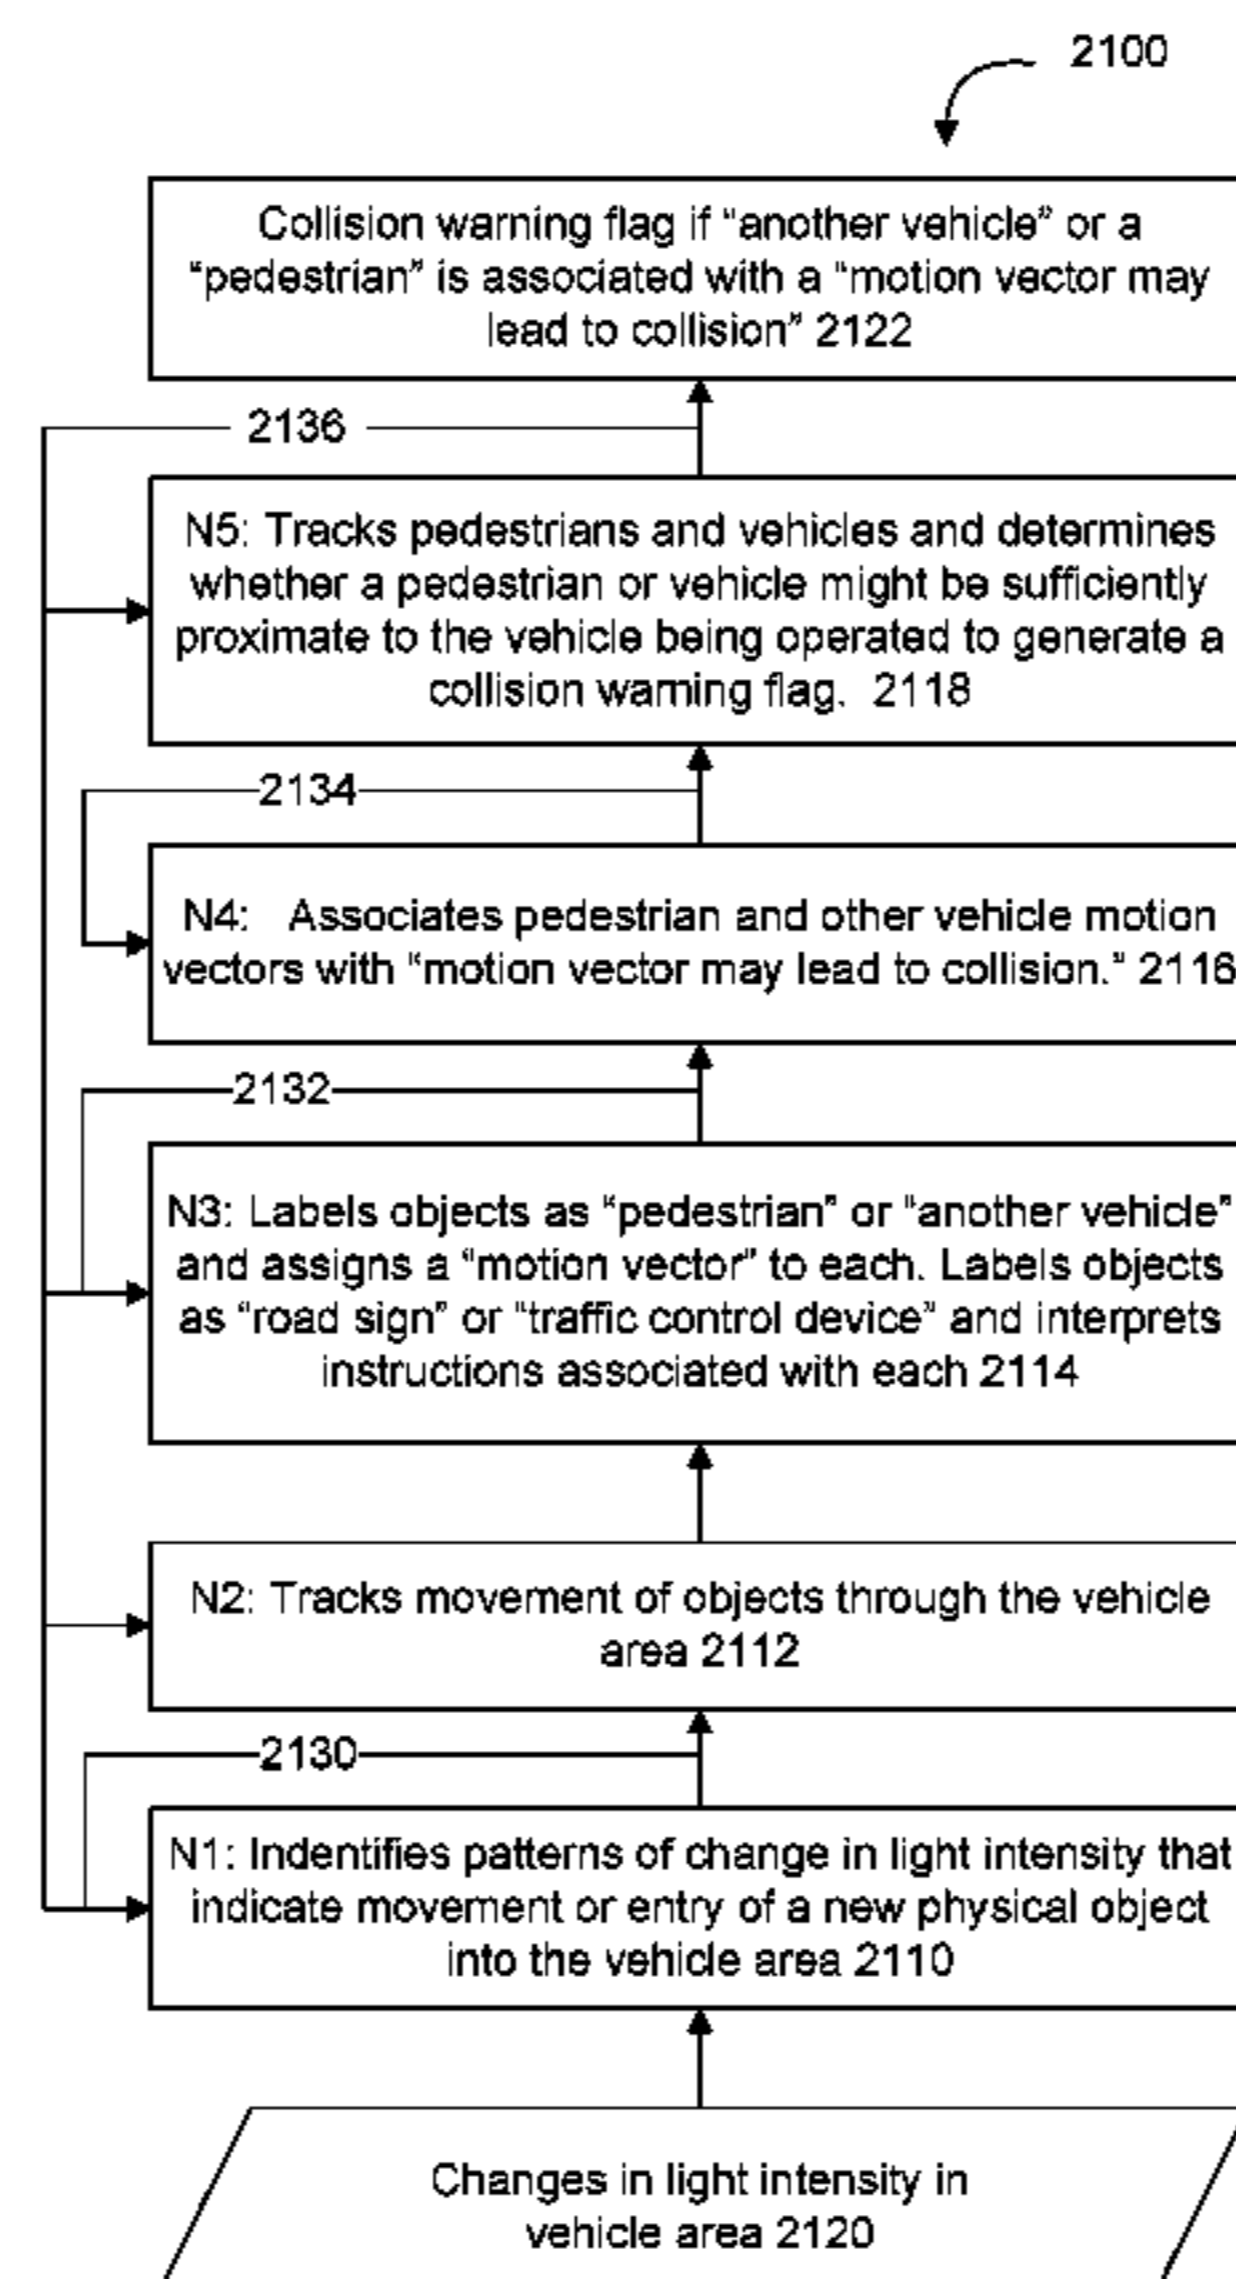 2100
Collision warning flag if “another vehicle” or a
“pedestrian” is associated with a “motion vector may
lead to collision” 2122
2136
N5: Tracks pedestrians and vehicles and determines
whether a pedestrian or vehicle might be sufficiently
proximate to the vehicle being operated to generate a
collision warning flag. 2118
2134
N4: Associates pedestrian and other vehicle motion
vectors with “motion vector may lead to collision.” 2116
2132
N3: Labels objects as “pedestrian” or “another vehicle”
and assigns a “motion vector” to each. Labels objects
as “road sign” or “traffic control device” and interprets
instructions associated with each 2114
N2: Tracks movement of objects through the vehicle
area 2112
2130
N1: Indentifies patterns of change in light intensity that
indicate movement or entry of a new physical object
into the vehicle area 2110
Changes in light intensity in
vehicle area 2120